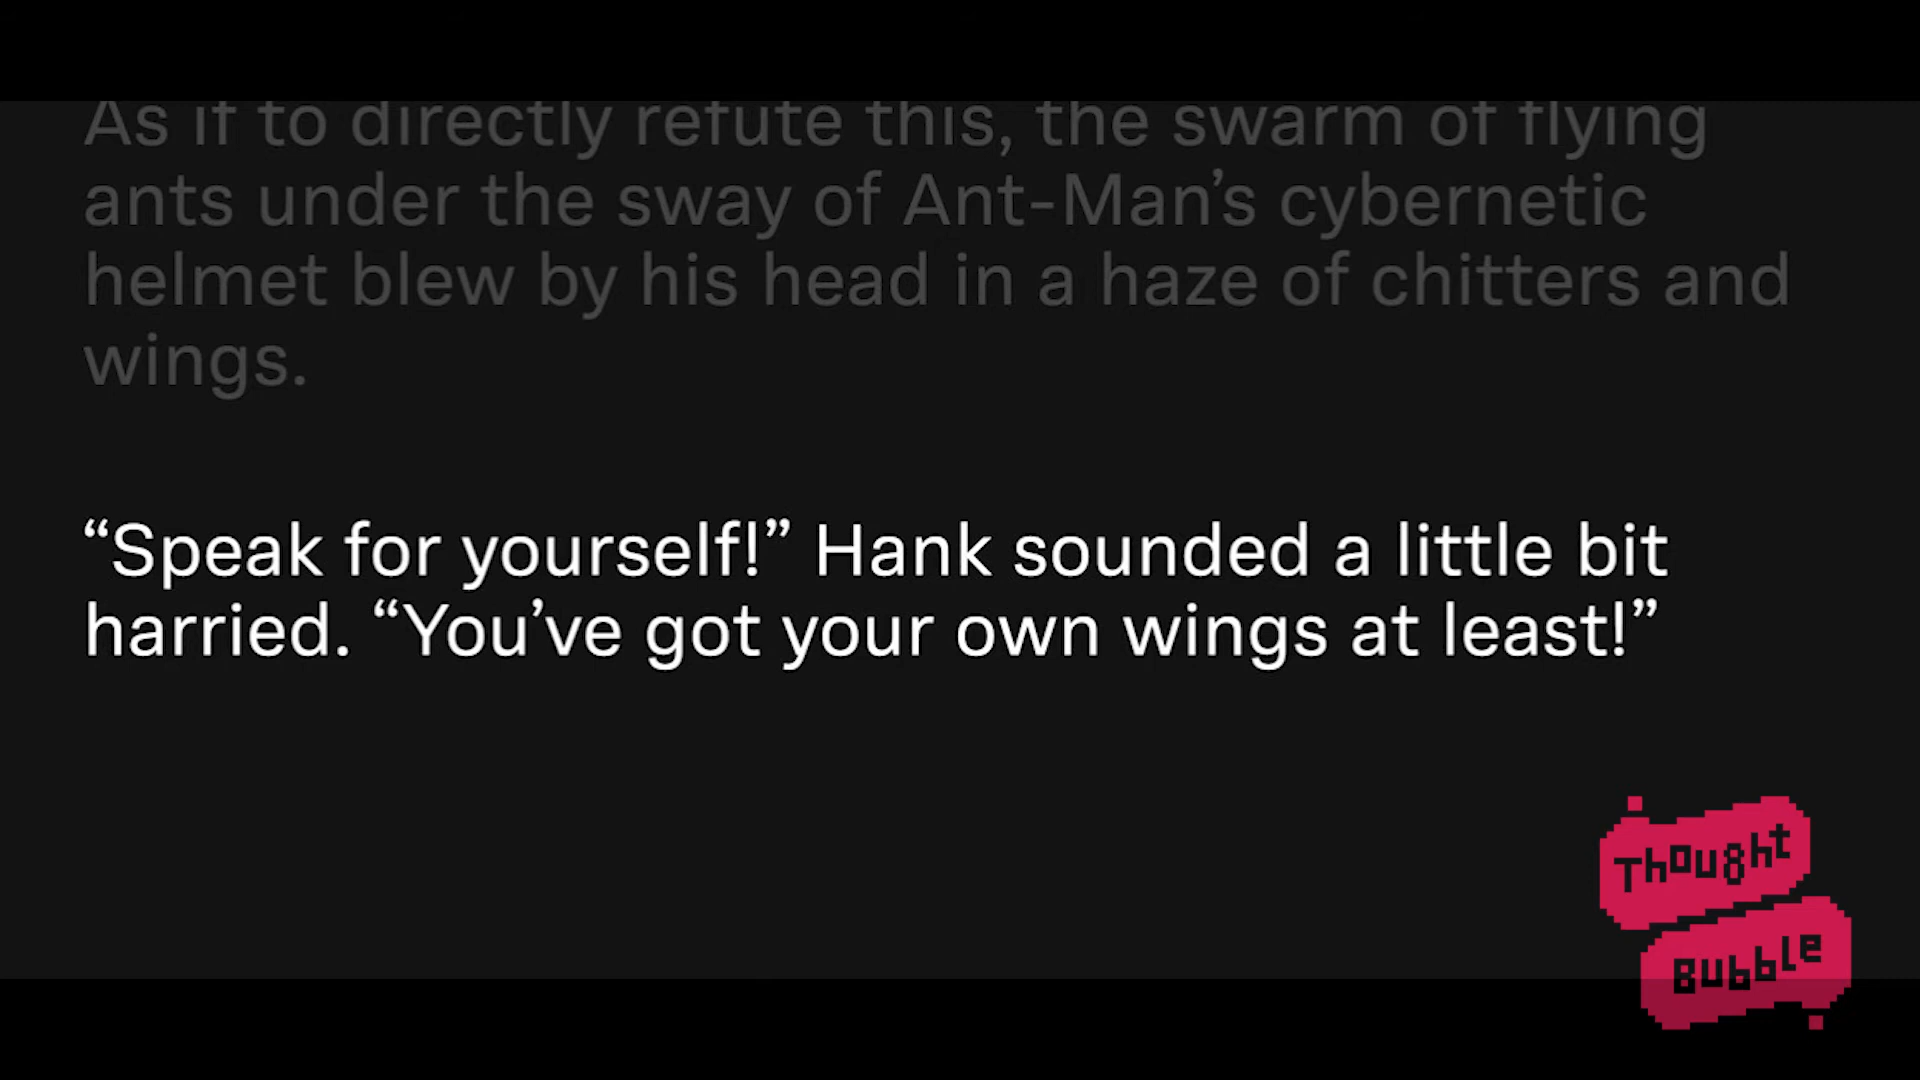 As if to directly refute this, the swarm of flying
ants under the sway of Ant-Man’s cybernetic
helmet blew by his head in a haze of chitters and
wings.
“Speak for yourself!” Hank sounded a little bit
harried. “You’ve got your own wings at least!”
Thought
Bubble